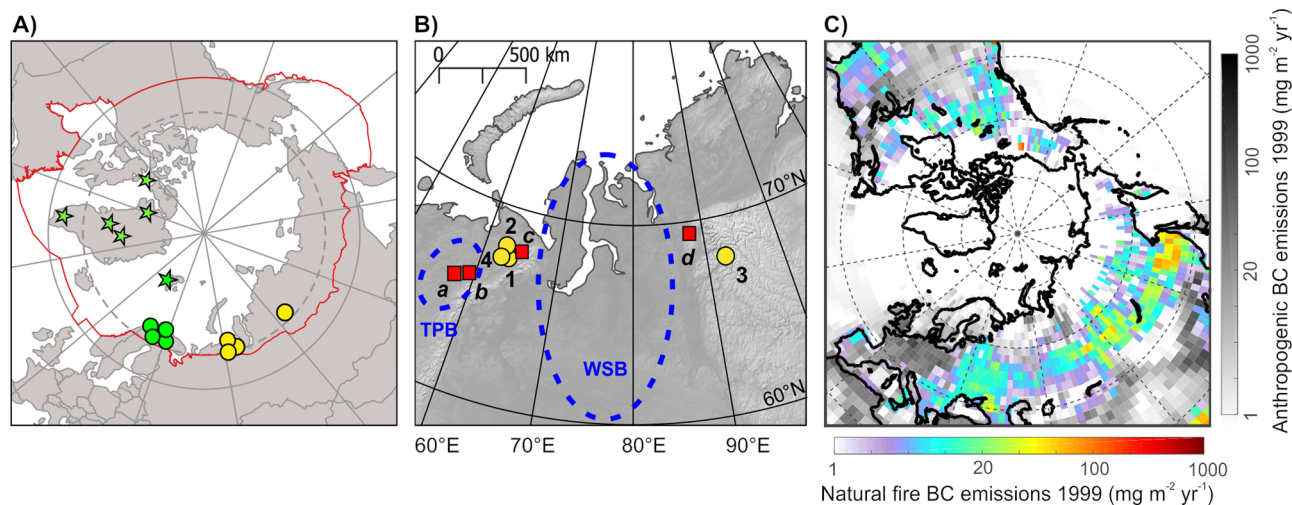 A)
B)
0 500 km
2
c
4
1
a
b
d
3
TPB
WSB
70°N
60°N
60°E 70°E 80°E 90°E
C)
1000
100
20
1
Anthropogenic BC emissions 1999 (mg m⁻² yr⁻¹)
1 20 100 1000
Natural fire BC emissions 1999 (mg m⁻² yr⁻¹)